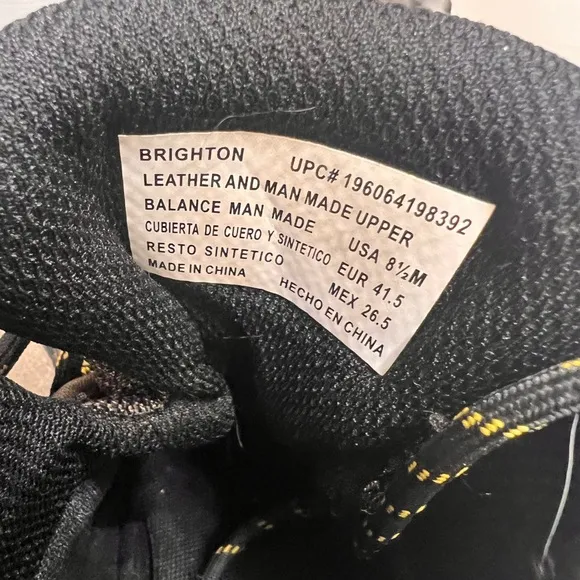 BRIGHTON UPC# 196064198392
LEATHER AND MAN MADE UPPER
BALANCE MAN MADE USA 8½M
CUBIERTA DE CUERO Y SINTETICO EUR 41.5
RESTO SINTETICO MEX 26.5
MADE IN CHINA HECHO EN CHINA